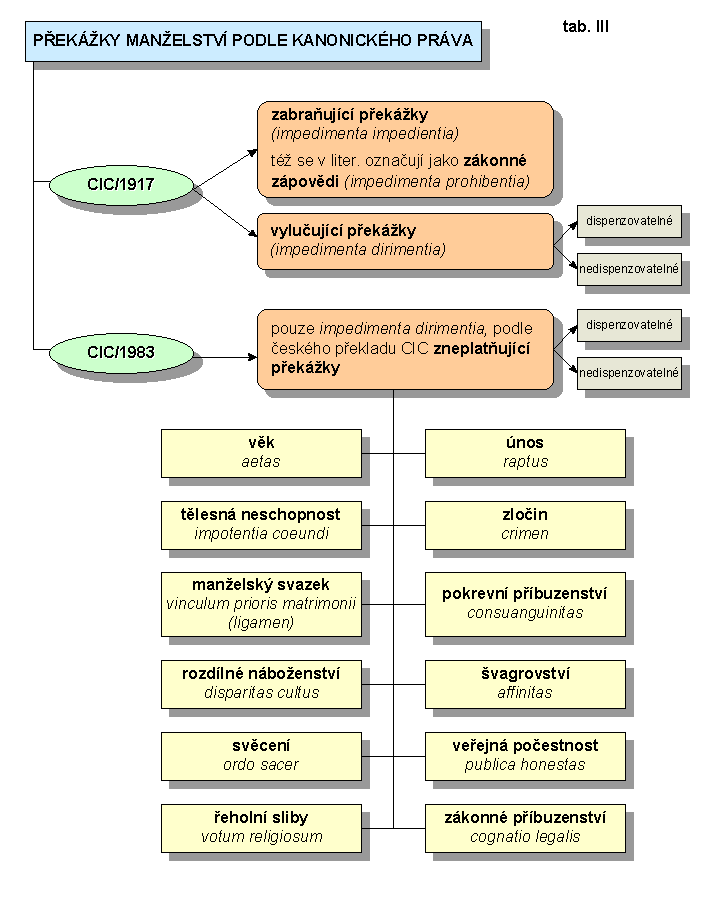 tab. III
PŘEKÁŽKY MANŽELSTVÍ PODLE KANONICKÉHO PRÁVA
zabraňující překážky
(impedimenta impedientia)
též se v liter. označují jako zákonné
zápovědi (impedimenta prohibentia)
CIC/1917
vylučující překážky
(impedimenta dirimentia)
dispenzovatelné
nedispenzovatelné
CIC/1983
pouze impedimenta dirimentia, podle
českého překladu CIC zneplatňující
překážky
dispenzovatelné
nedispenzovatelné
věk
aetas
únos
raptus
tělesná neschopnost
impotentia coeundi
zločin
crimen
manželský svazek
vinculum prioris matrimonii
(ligamen)
pokrevní příbuzenství
consuanguinitas
rozdílné náboženství
disparitas cultus
švagrovství
affinitas
svěcení
ordo sacer
veřejná počestnost
publica honestas
řeholní sliby
votum religiosum
zákonné příbuzenství
cognatio legalis